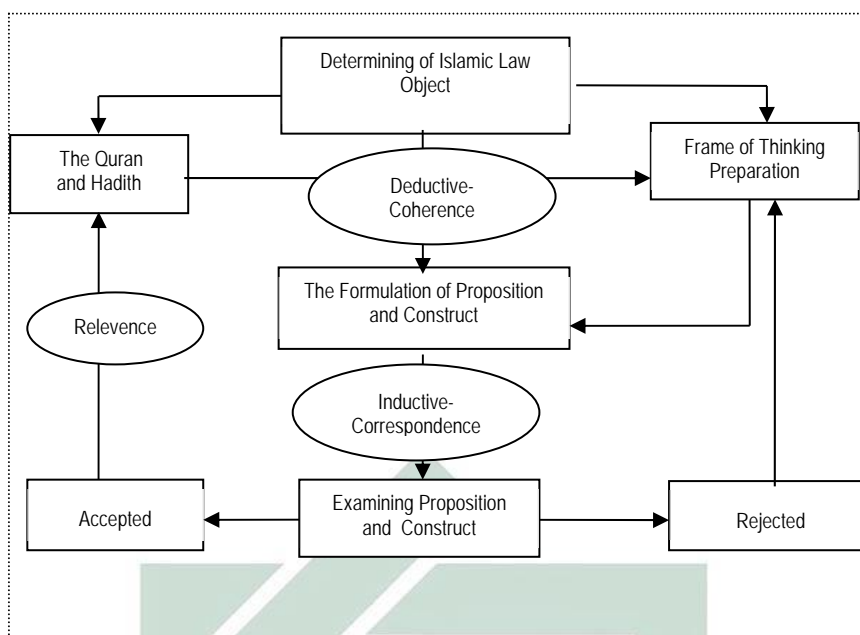 Determining of Islamic Law
Object
The Quran
and Hadith
Frame of Thinking
Preparation
Deductive-
Coherence
The Formulation of Proposition
and Construct
Relevence
Inductive-
Correspondence
Accepted
Examining Proposition
and Construct
Rejected